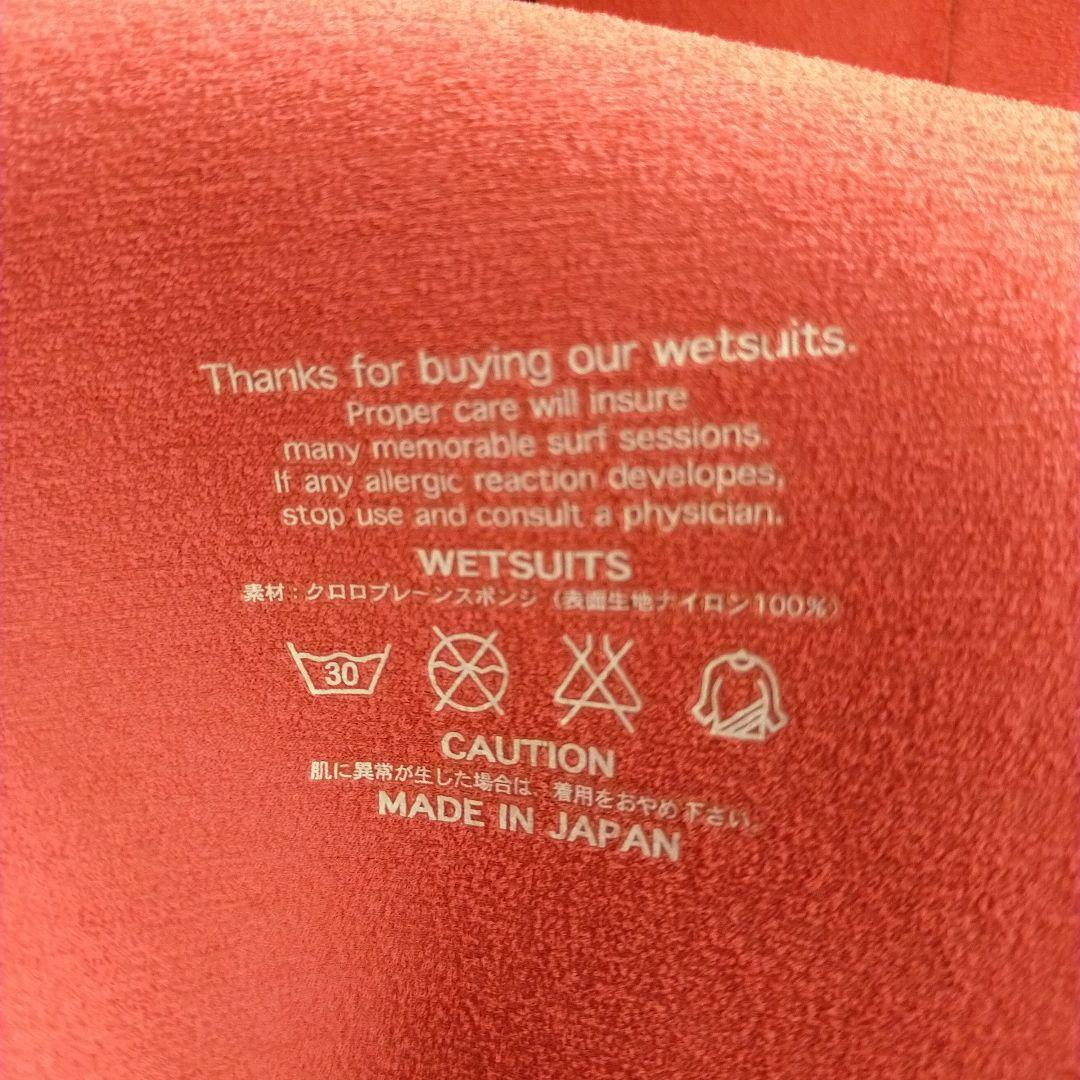 Thanks for buying our wetsuits.
Proper care will insure
many memorable surf sessions.
If any allergic reaction developes,
stop use and consult a physician.
WETSUITS
素材：クロロプレーンスポンジ（表面生地ナイロン100%）
30
CAUTION
肌に異常が生した場合は、着用をおやめ下さい。
MADE IN JAPAN